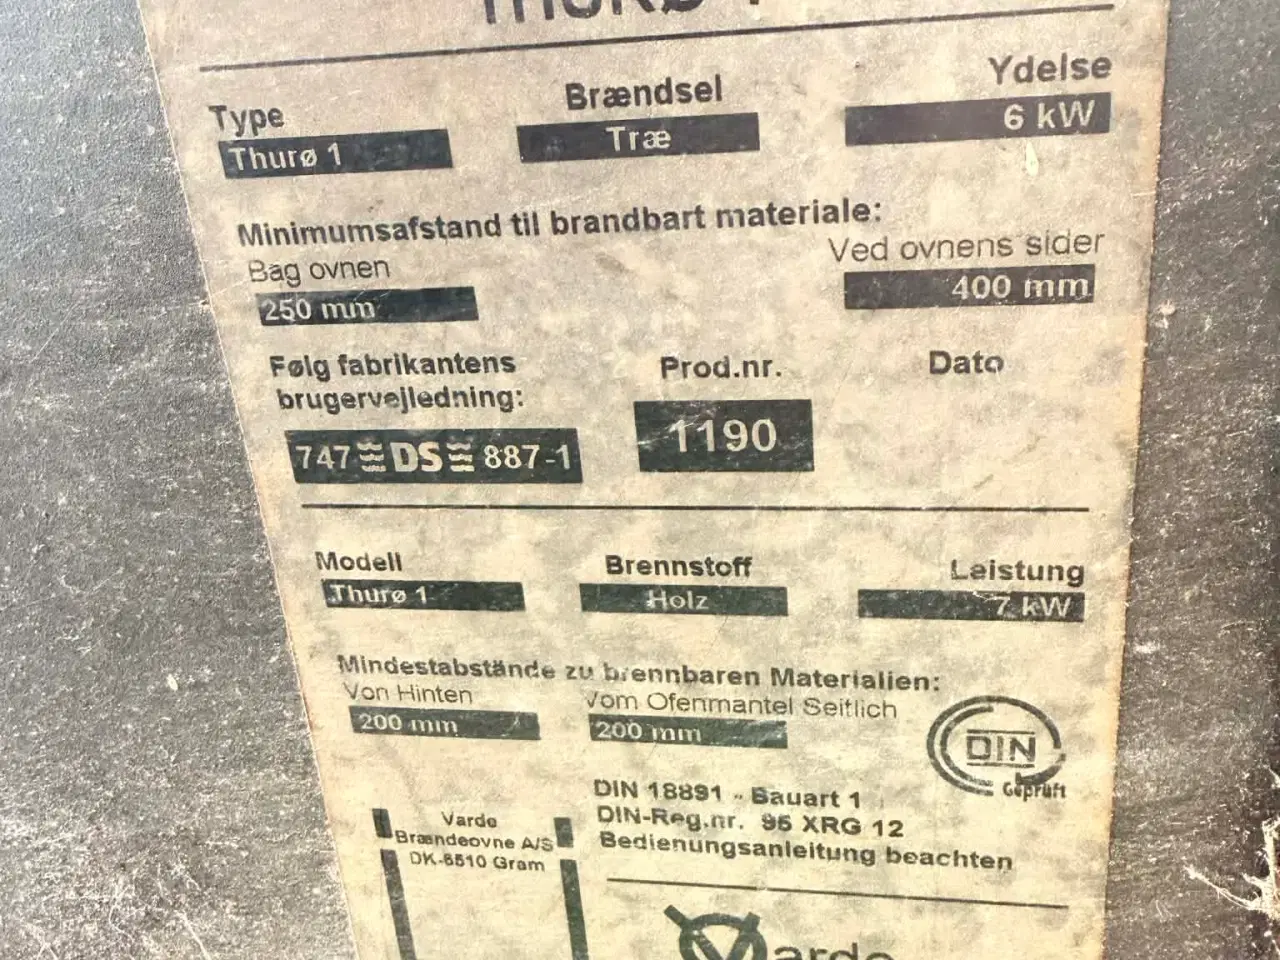 THURØ 1
Type Brændsel Ydelse
Thurø 1 Træ 6 kW
Minimumsafstand til brandbart materiale:
Bag ovnen Ved ovnens sider
250 mm 400 mm
Følg fabrikantens
brugervejledning:
Prod.nr. Dato
747 DS 887-1 1190
Modell Brennstoff Leistung
Thurø 1 Holz 7 kW
Mindestabstände zu brennbaren Materialien:
Von Hinten Vom Ofenmantel Seitlich
200 mm 200 mm
DIN
Geprüft
DIN 18891 - Bauart 1
DIN-Reg.nr. 95 XRG 12
Bedienungsanleitung beachten
Varde
Brændeovne A/S
DK-6510 Gram
Varde